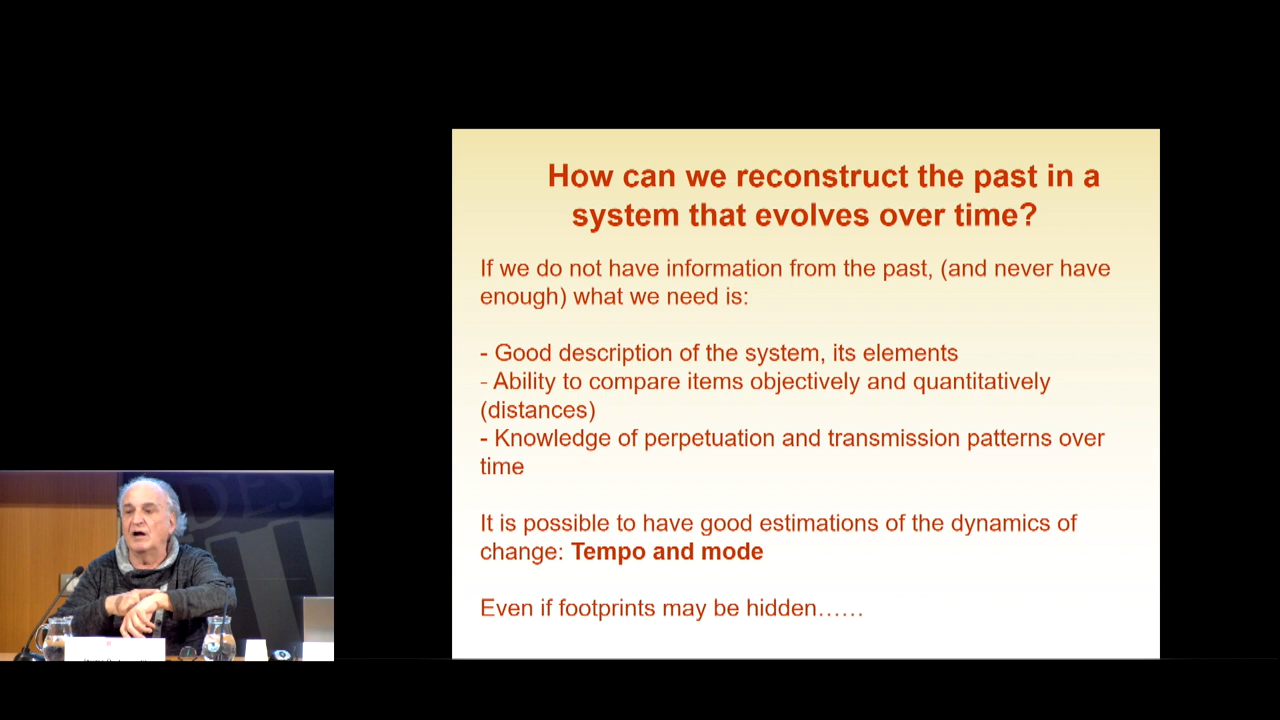 How can we reconstruct the past in a
system that evolves over time?
If we do not have information from the past, (and never have
enough) what we need is:
- Good description of the system, its elements
- Ability to compare items objectively and quantitatively
(distances)
- Knowledge of perpetuation and transmission patterns over
time
It is possible to have good estimations of the dynamics of
change: Tempo and mode
Even if footprints may be hidden……